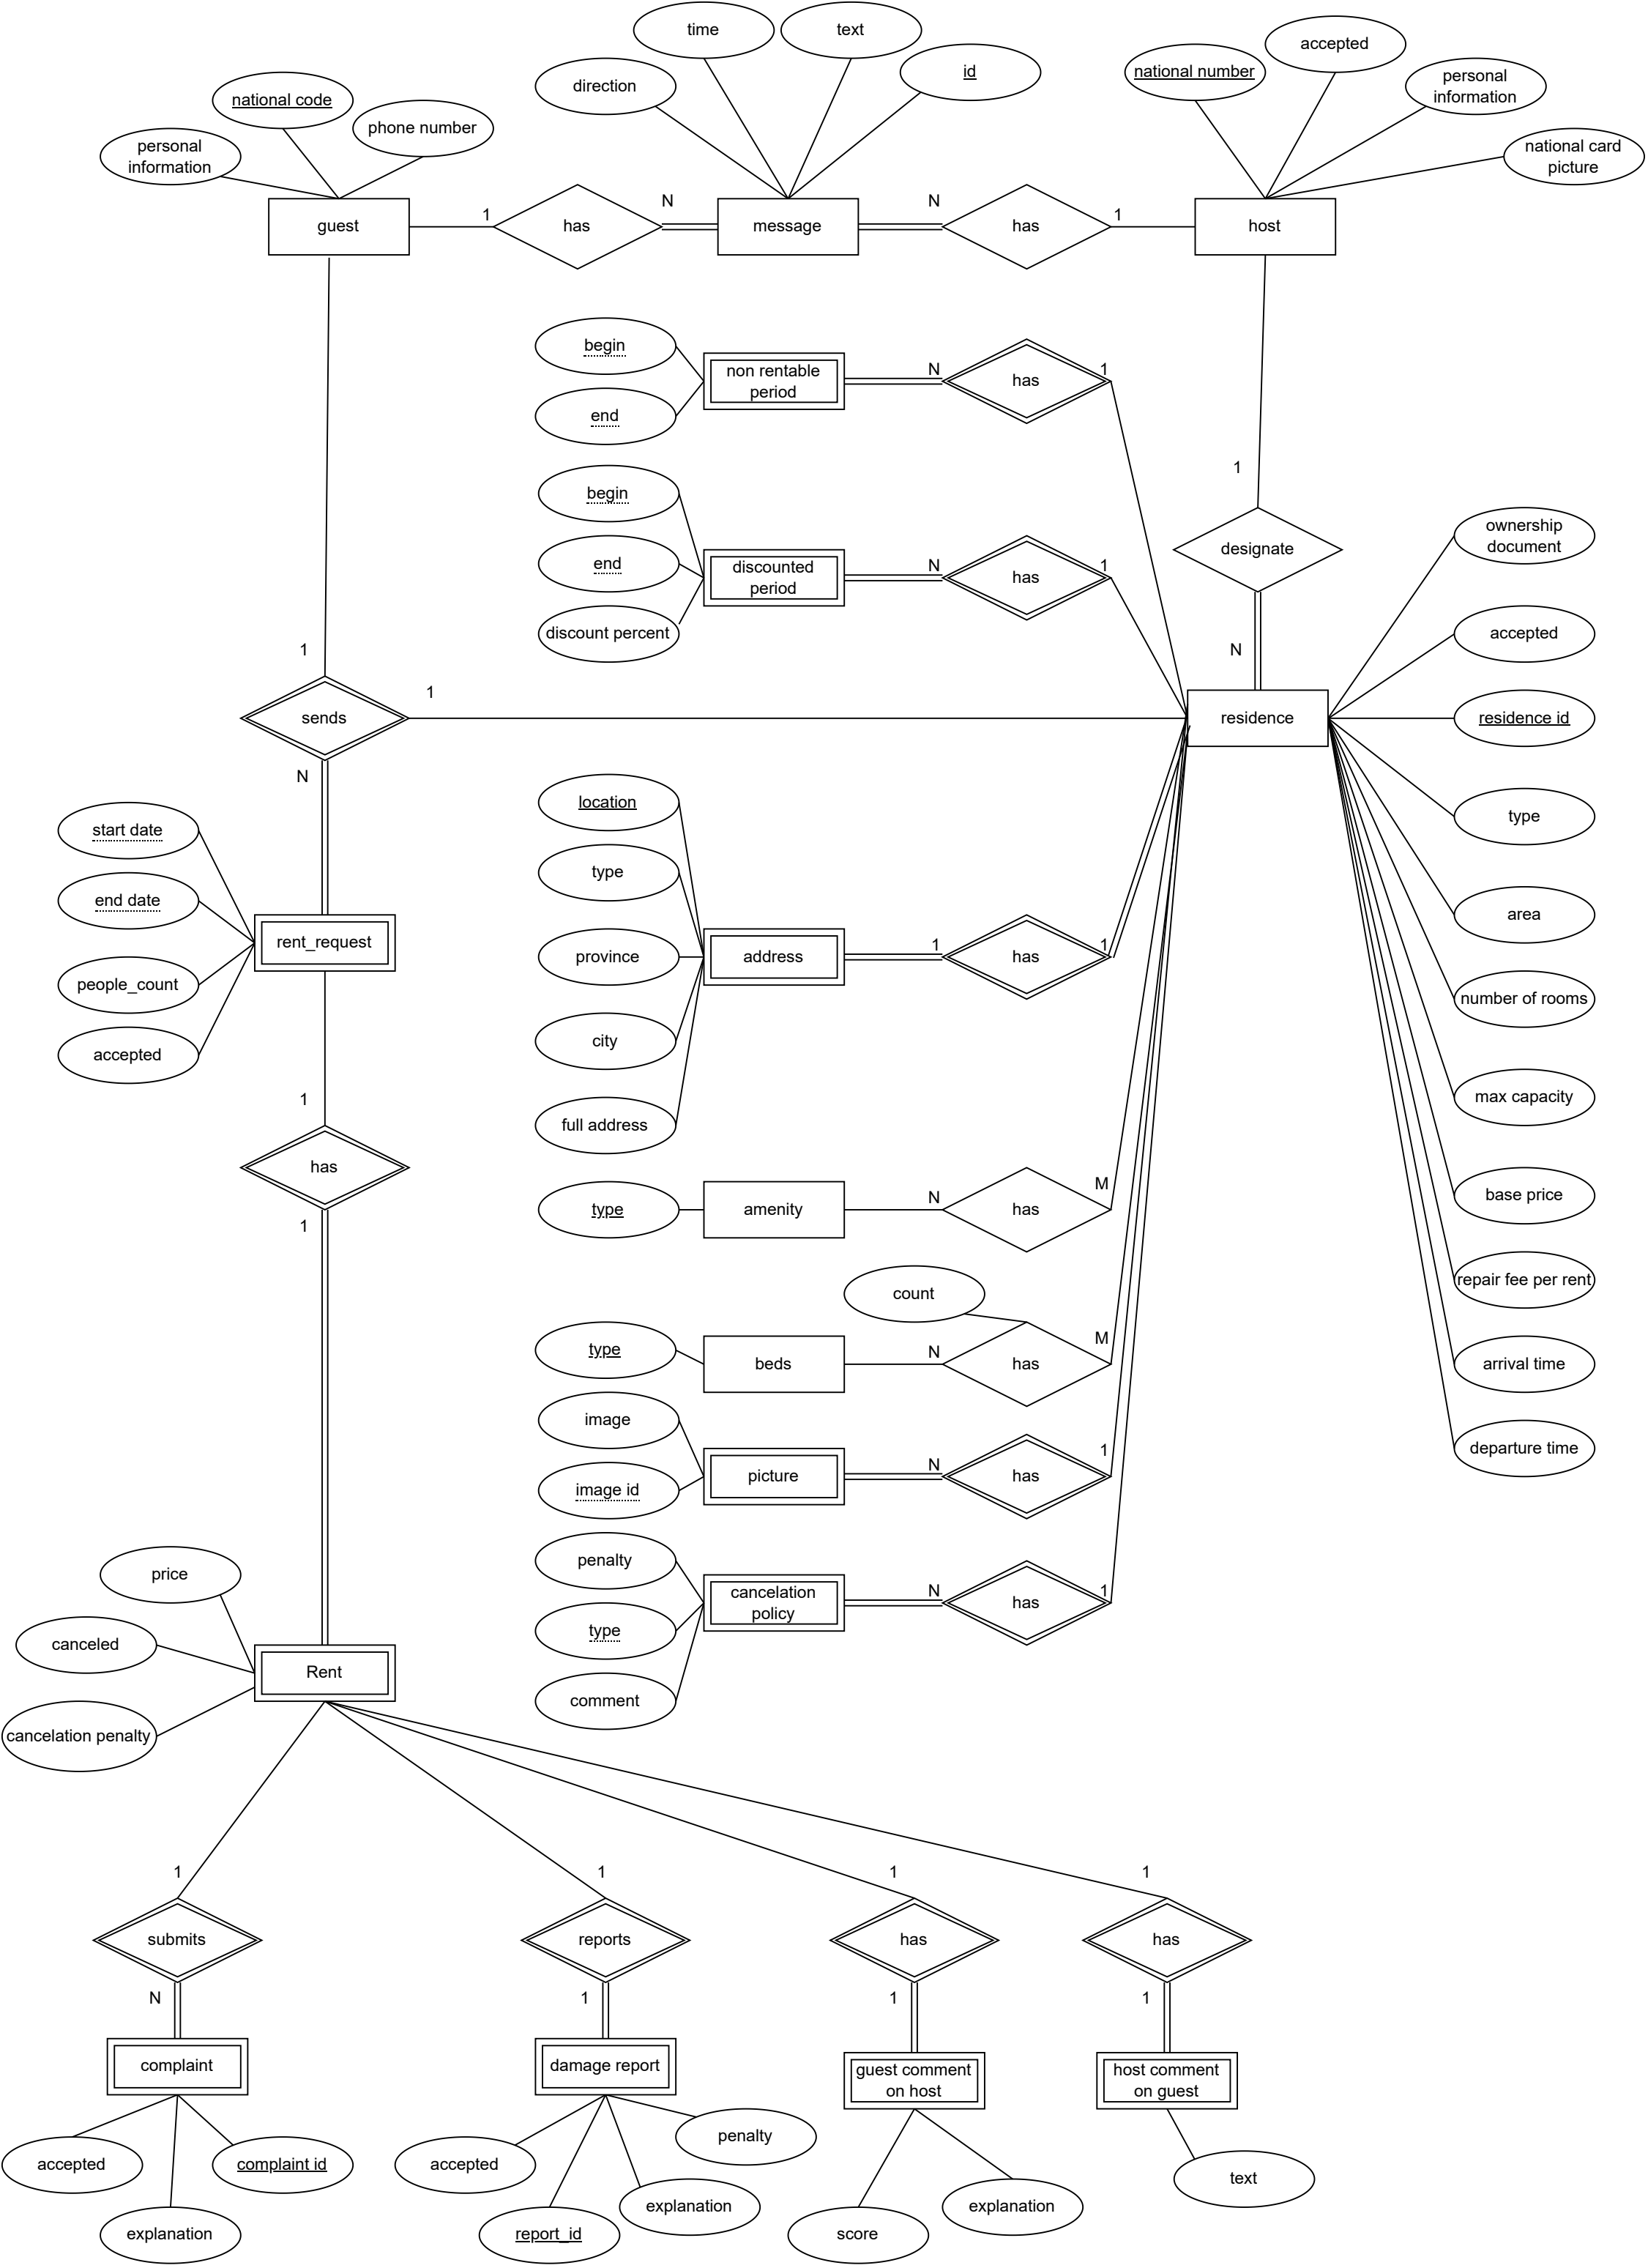 time
text
direction
id
national number
accepted
personal
information
national card
picture
national code
phone number
personal
information
guest
1
has
N
message
N
has
1
host
begin
end
non rentable
period
N
has
1
begin
end
discount percent
discounted
period
N
has
1
1
designate
N
1
sends
1
N
residence
ownership
document
accepted
residence id
type
area
number of rooms
max capacity
base price
repair fee per rent
arrival time
departure time
start date
end date
people_count
accepted
rent_request
1
has
1
location
type
province
city
full address
address
1
has
1
type
amenity
N
has
M
count
type
beds
N
has
M
image
image id
picture
N
has
1
penalty
type
comment
cancelation
policy
N
has
1
price
canceled
cancelation penalty
Rent
1
submits
N
complaint
accepted
explanation
complaint id
1
reports
1
damage report
accepted
report_id
explanation
penalty
1
has
1
guest comment
on host
score
explanation
1
has
1
host comment
on guest
text